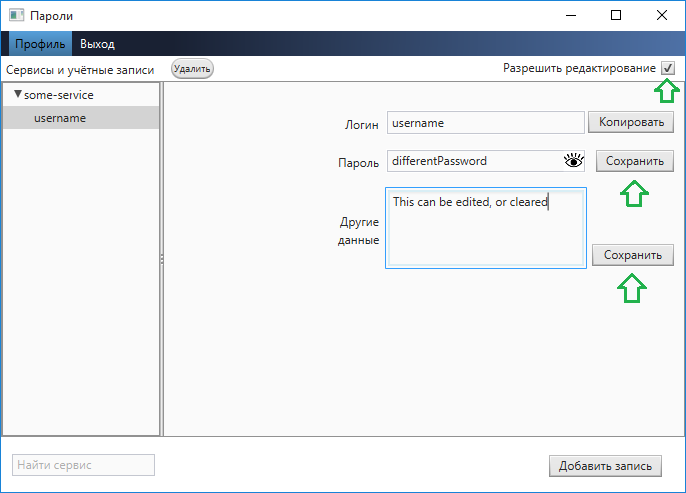 Пароли
Профиль Выход
Сервисы и учётные записи Удалить Разрешить редактирование
some-service
username
Логин username Копировать
Пароль differentPassword Сохранить
This can be edited, or cleared
Другие
данные
Сохранить
Найти сервис Добавить запись